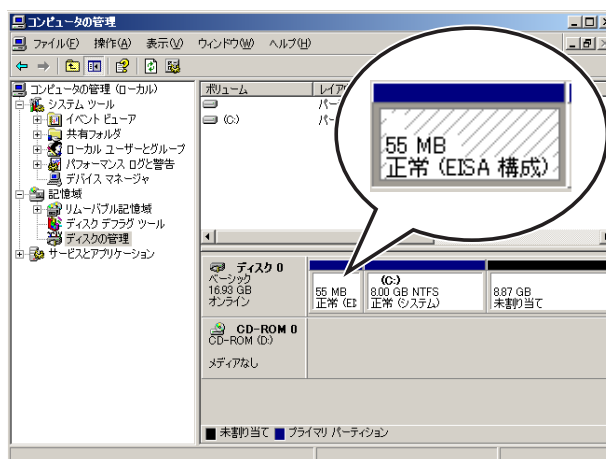 コンピュータの管理
ファイル(F) 操作(A) 表示(V) ウィンドウ(W) ヘルプ(H)
コンピュータの管理 (ローカル)
システム ツール
イベント ビューア
共有フォルダ
ローカル ユーザーとグループ
パフォーマンス ログと警告
デバイス マネージャ
記憶域
リムーバブル記憶域
ディスク デフラグ ツール
ディスクの管理
サービスとアプリケーション
ボリューム
レイア
パー
(C:)
パー
55 MB
正常 (EISA 構成)
ディスク 0
ベーシック
16.93 GB
オンライン
55 MB
正常 (EI
(C:)
8.00 GB NTFS
正常 (システム)
8.87 GB
未割り当て
CD-ROM 0
CD-ROM (D:)
メディアなし
未割り当て プライマリ パーティション